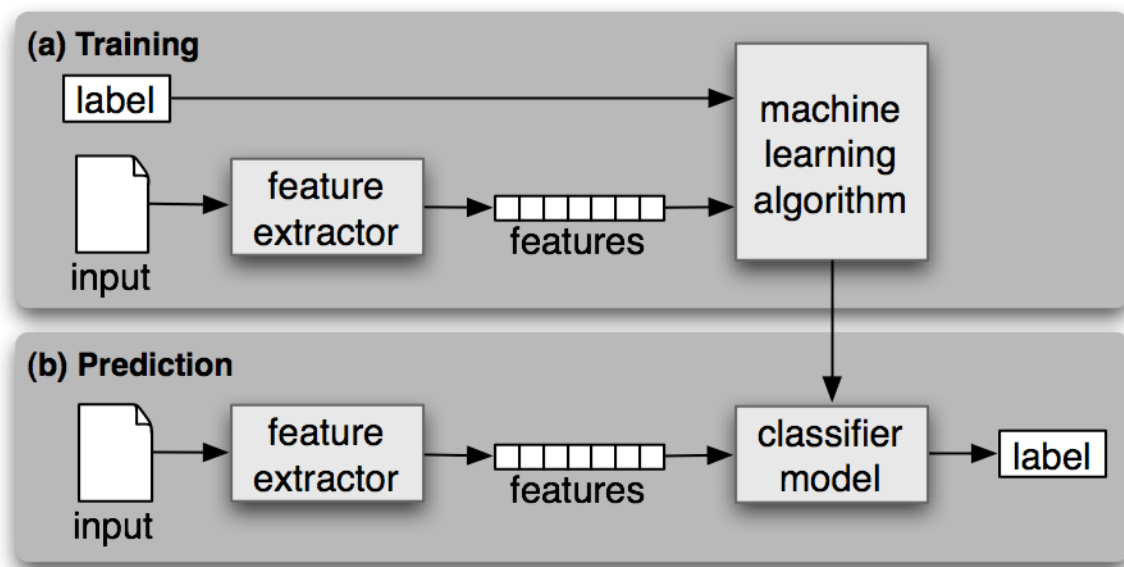 (a) Training
label
machine
learning
algorithm
feature
extractor
features
input
(b) Prediction
feature
extractor
features
classifier
model
label
input